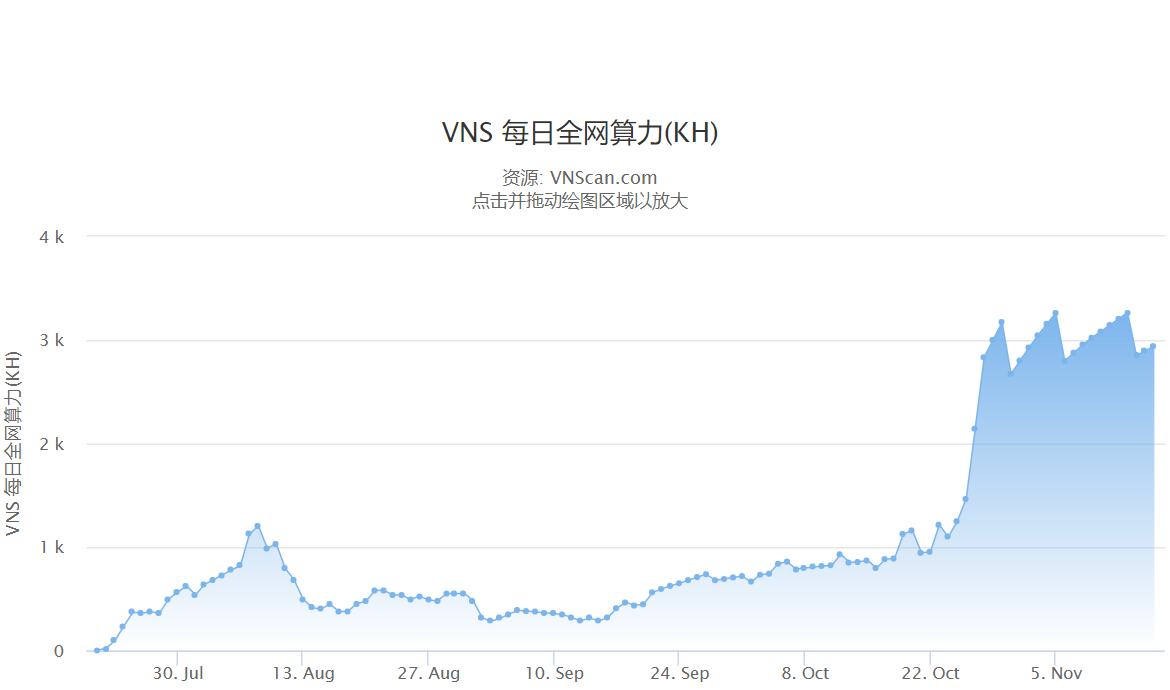 VNS 每日全网算力(KH)
资源: VNScan.com
点击并拖动绘图区域以放大
4 k
3 k
2 k
1 k
0
VNS 每日全网算力(KH)
30. Jul
13. Aug
27. Aug
10. Sep
24. Sep
8. Oct
22. Oct
5. Nov